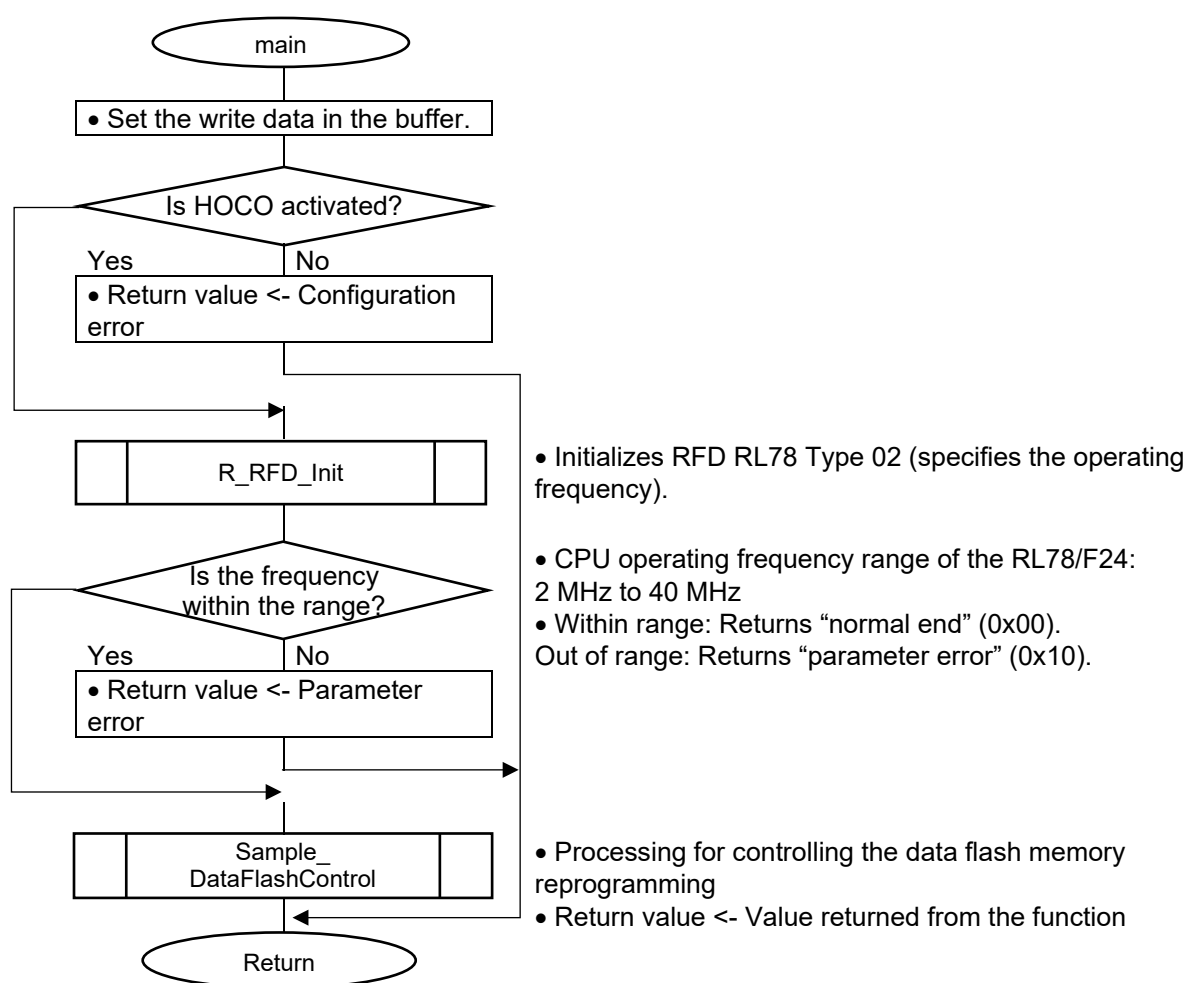 main
• Set the write data in the buffer.
Is HOCO activated?
Yes No
• Return value <- Configuration
error
R_RFD_Init
• Initializes RFD RL78 Type 02 (specifies the operating
frequency).
Is the frequency
within the range?
• CPU operating frequency range of the RL78/F24:
2 MHz to 40 MHz
• Within range: Returns “normal end” (0x00).
Out of range: Returns “parameter error” (0x10).
Yes No
• Return value <- Parameter
error
Sample_
DataFlashControl
• Processing for controlling the data flash memory
reprogramming
• Return value <- Value returned from the function
Return